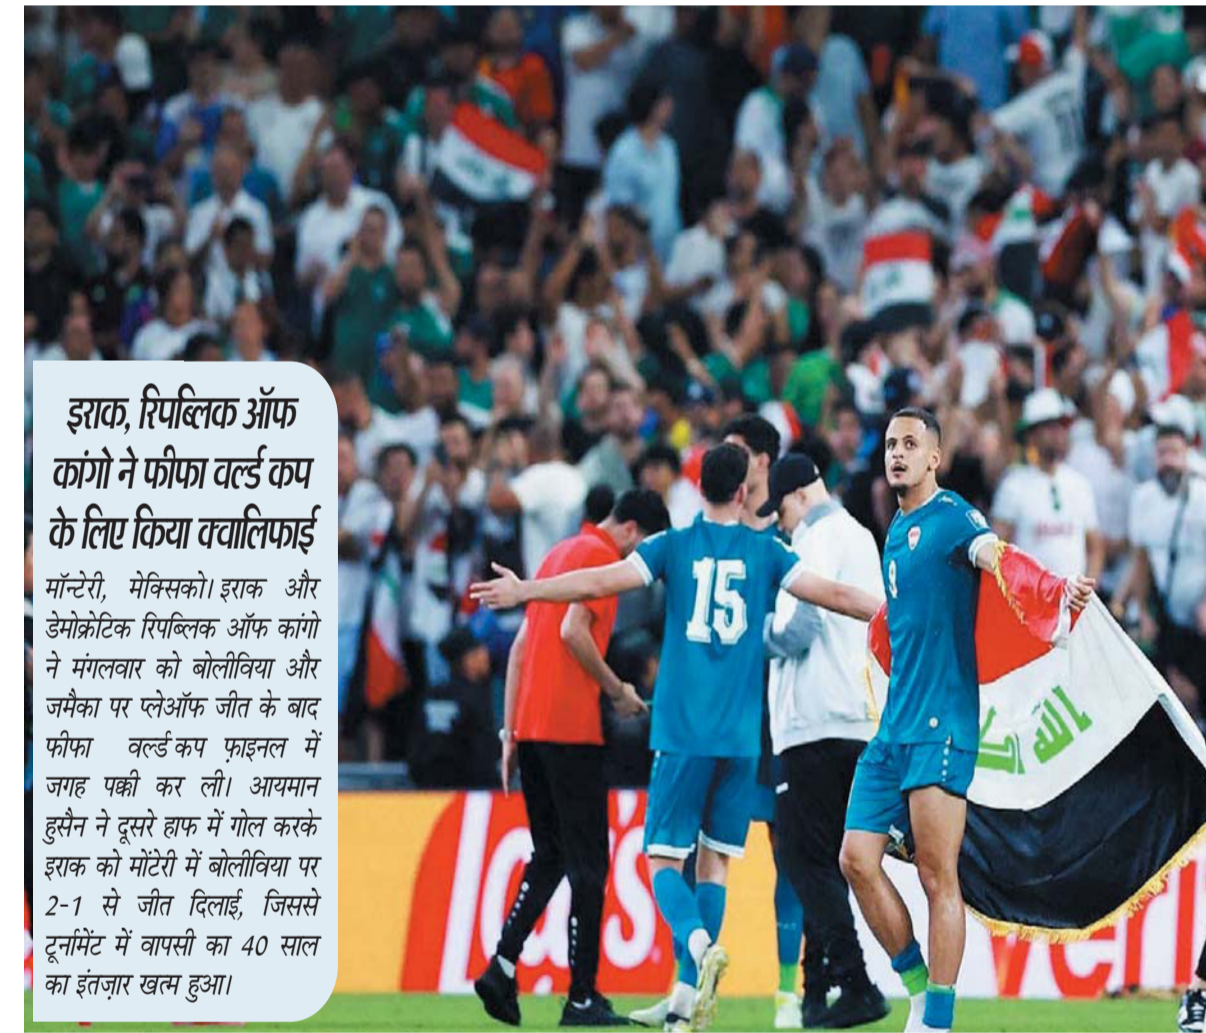 इराक, रिपब्लिक ऑफ
कांगो ने फीफा वर्ल्ड कप
के लिए किया क्वालिफाई
मॉन्टेरी, मेक्सिको। इराक और
डेमोक्रेटिक रिपब्लिक ऑफ कांगो
ने मंगलवार को बोलीविया और
जमैका पर प्लेऑफ जीत के बाद
फीफा वर्ल्ड कप फ़ाइनल में
जगह पक्की कर ली। आयमान
हुसैन ने दूसरे हाफ में गोल करके
इराक को मोंटेरी में बोलीविया पर
2-1 से जीत दिलाई, जिससे
टूर्नामेंट में वापसी का 40 साल
का इंतज़ार खत्म हुआ।
15
9
الله